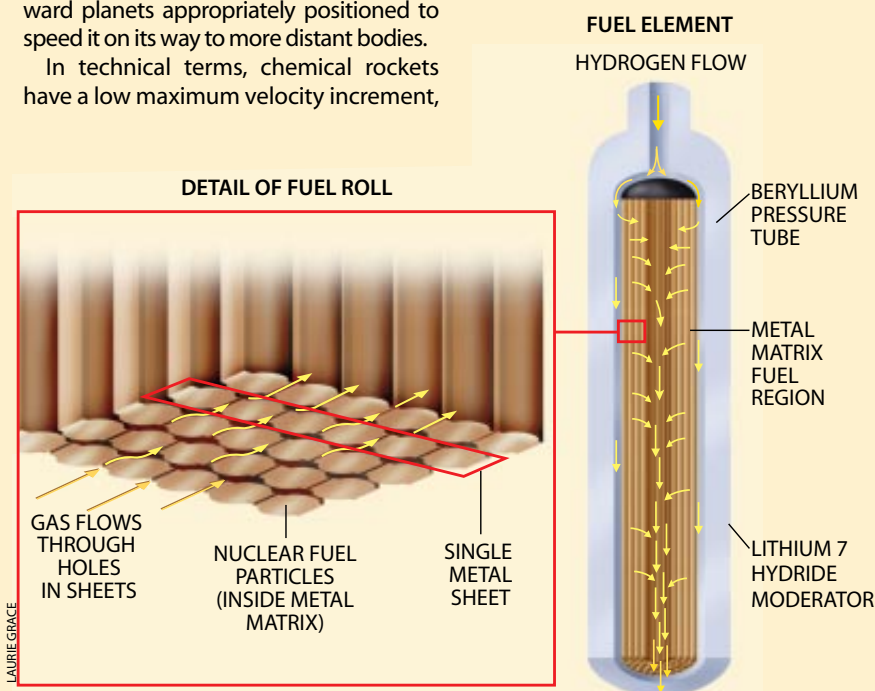 ward planets appropriately positioned to
speed it on its way to more distant bodies.
In technical terms, chemical rockets
have a low maximum velocity increment,
FUEL ELEMENT
HYDROGEN FLOW
BERYLLIUM
PRESSURE
TUBE
METAL
MATRIX
FUEL
REGION
LITHIUM 7
HYDRIDE
MODERATOR
DETAIL OF FUEL ROLL
GAS FLOWS
THROUGH
HOLES
IN SHEETS
NUCLEAR FUEL
PARTICLES
(INSIDE METAL
MATRIX)
SINGLE
METAL
SHEET
LAURIE GRACE